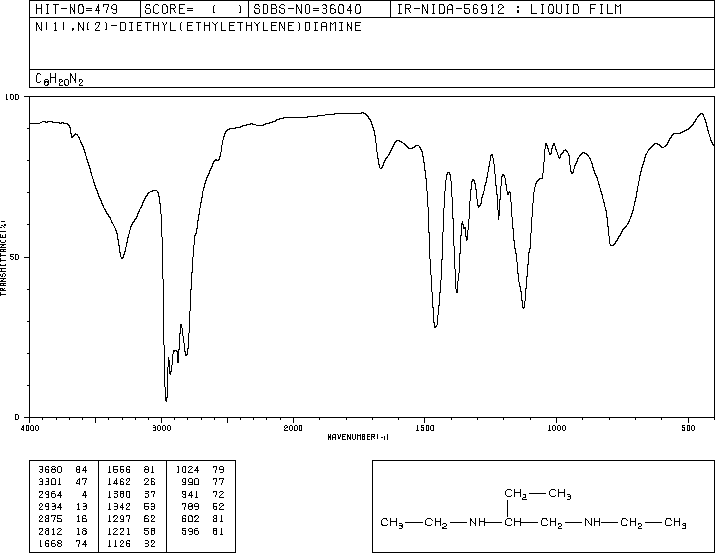 HIT-NO=479 SCORE= ( ) SDBS-NO=36040 IR-NIDA-56912 : LIQUID FILM
N(1),N(2)-DIETHYL(ETHYLETHYLENE)DIAMINE
C8H20N2
100
50
0
TRANSMITTANCE(%)
4000 3000 2000 1500 1000 500
WAVENUMBER(-1)
3680 84 1556 81 1024 79
3301 47 1462 26 990 77
2964 4 1380 37 941 72
2934 13 1342 53 789 52
2875 16 1297 62 602 81
2812 18 1221 58 596 81
1668 74 1126 32
CH2—CH3
CH3—CH2—NH—CH—CH2—NH—CH2—CH3